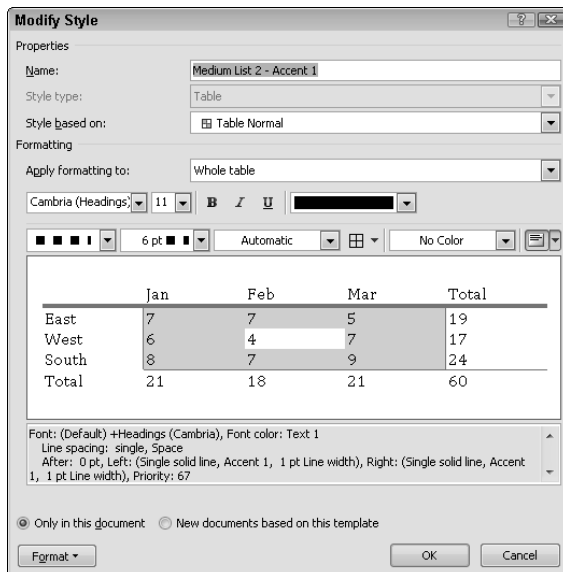 Modify Style
Properties
Name: Medium List 2 - Accent 1
Style type: Table
Style based on: Table Normal
Formatting
Apply formatting to: Whole table
Cambria (Headings) 11 B I U
6 pt Automatic No Color
Jan Feb Mar Total
East 7 7 5 19
West 6 4 7 17
South 8 7 9 24
Total 21 18 21 60
Font: (Default) +Headings (Cambria), Font color: Text 1
Line spacing: single, Space
After: 0 pt, Left: (Single solid line, Accent 1, 1 pt Line width), Right: (Single solid line, Accent
1, 1 pt Line width), Priority: 67
Only in this document New documents based on this template
Format OK Cancel